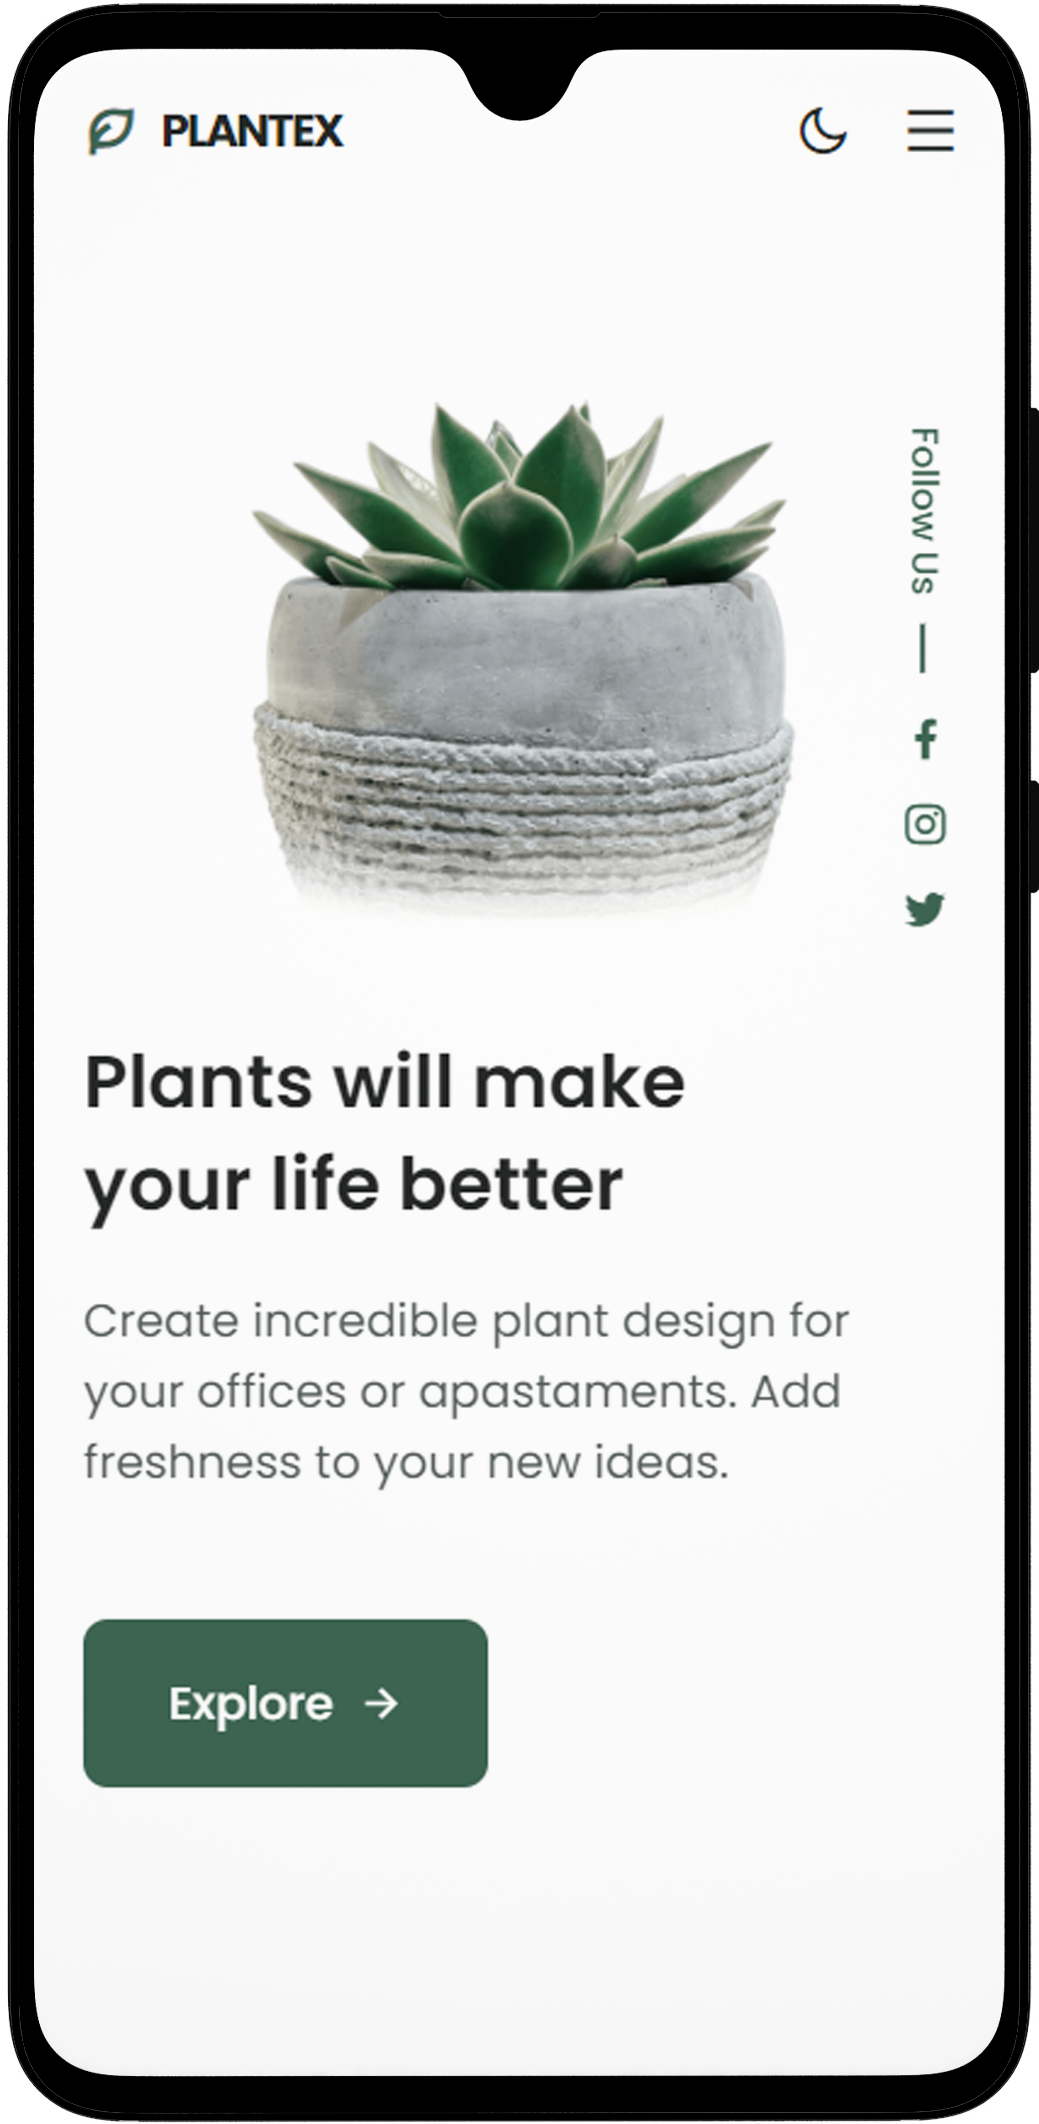 PLANTEX
Follow Us
Plants will make
your life better
Create incredible plant design for
your offices or apastaments. Add
freshness to your new ideas.
Explore →